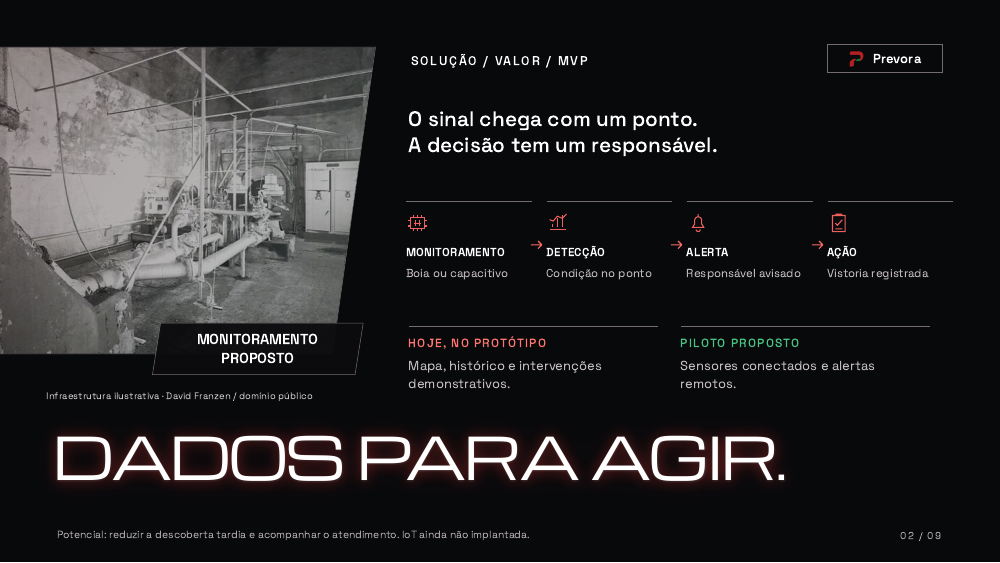 SOLUÇÃO / VALOR / MVP
Prevora
O sinal chega com um ponto.
A decisão tem um responsável.
MONITORAMENTO
Boia ou capacitivo
DETECÇÃO
Condição no ponto
ALERTA
Responsável avisado
AÇÃO
Vistoria registrada
MONITORAMENTO
PROPOSTO
Infraestrutura ilustrativa · David Franzen / domínio público
HOJE, NO PROTÓTIPO
Mapa, histórico e intervenções
demonstrativos.
PILOTO PROPOSTO
Sensores conectados e alertas
remotos.
DADOS PARA AGIR.
Potencial: reduzir a descoberta tardia e acompanhar o atendimento. IoT ainda não implantada.
02 / 09